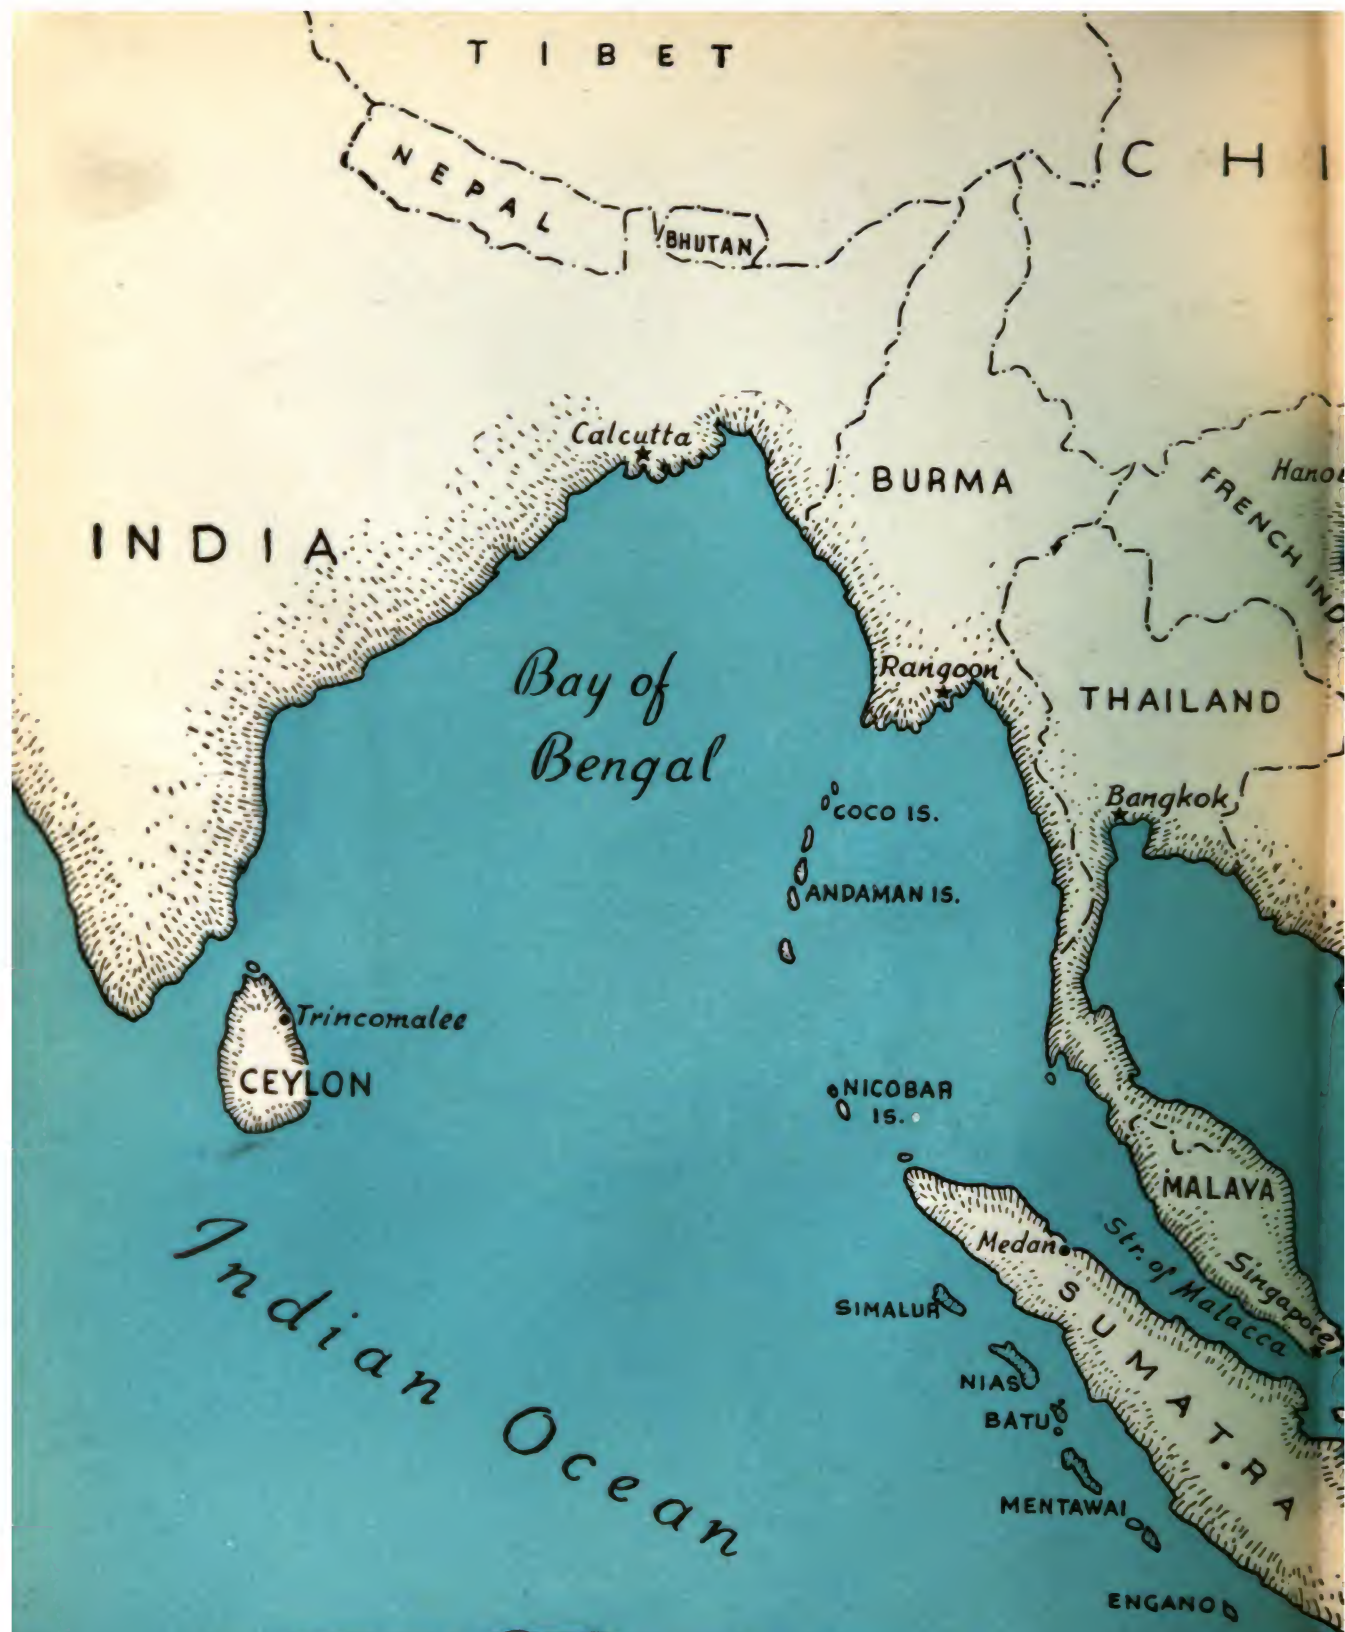 TIBET
CHI
NEPAL
BHUTAN
Calcutta
BURMA
FRENCH IND
INDIA
Bay of
Bengal
Rangoon
THAILAND
Bangkok
COCO IS.
ANDAMAN IS.
Trincomalee
CEYLON
NICOBAR
IS.
MALAYA
Medan
Str. of Malacca
Singapore
SUMATRA
SIMALUR
NIAS
BATU
MENTAWAI
ENGANO
Indian Ocean